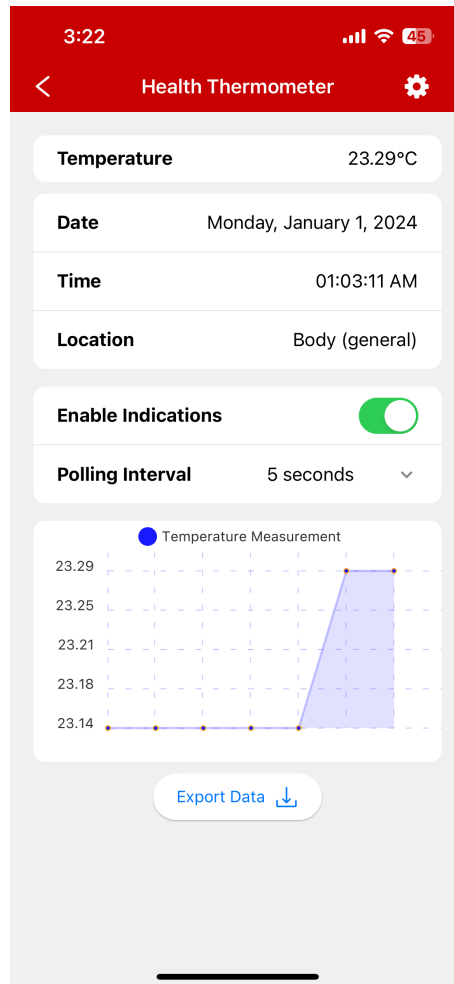 3:22 45
Health Thermometer
Temperature 23.29°C
Date Monday, January 1, 2024
Time 01:03:11 AM
Location Body (general)
Enable Indications
Polling Interval 5 seconds
Temperature Measurement
23.29
23.25
23.21
23.18
23.14
Export Data